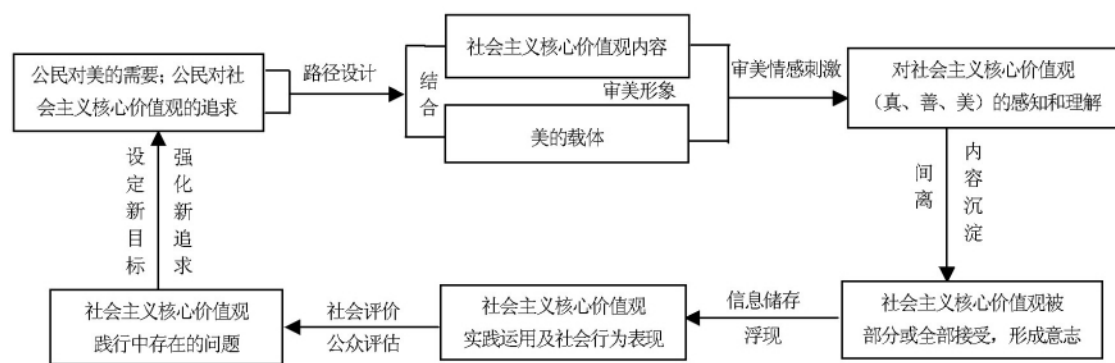 公民对美的需要；公民对社
会主义核心价值观的追求
路径设计
结合
社会主义核心价值观内容
审美形象
美的载体
审美情感刺激
对社会主义核心价值观
（真、善、美）的感知和理解
间离
内容沉淀
社会主义核心价值观被
部分或全部接受，形成意志
信息储存
浮现
社会主义核心价值观
实践运用及社会行为表现
社会评价
公众评估
社会主义核心价值观
践行中存在的问题
设定新目标
强化新追求